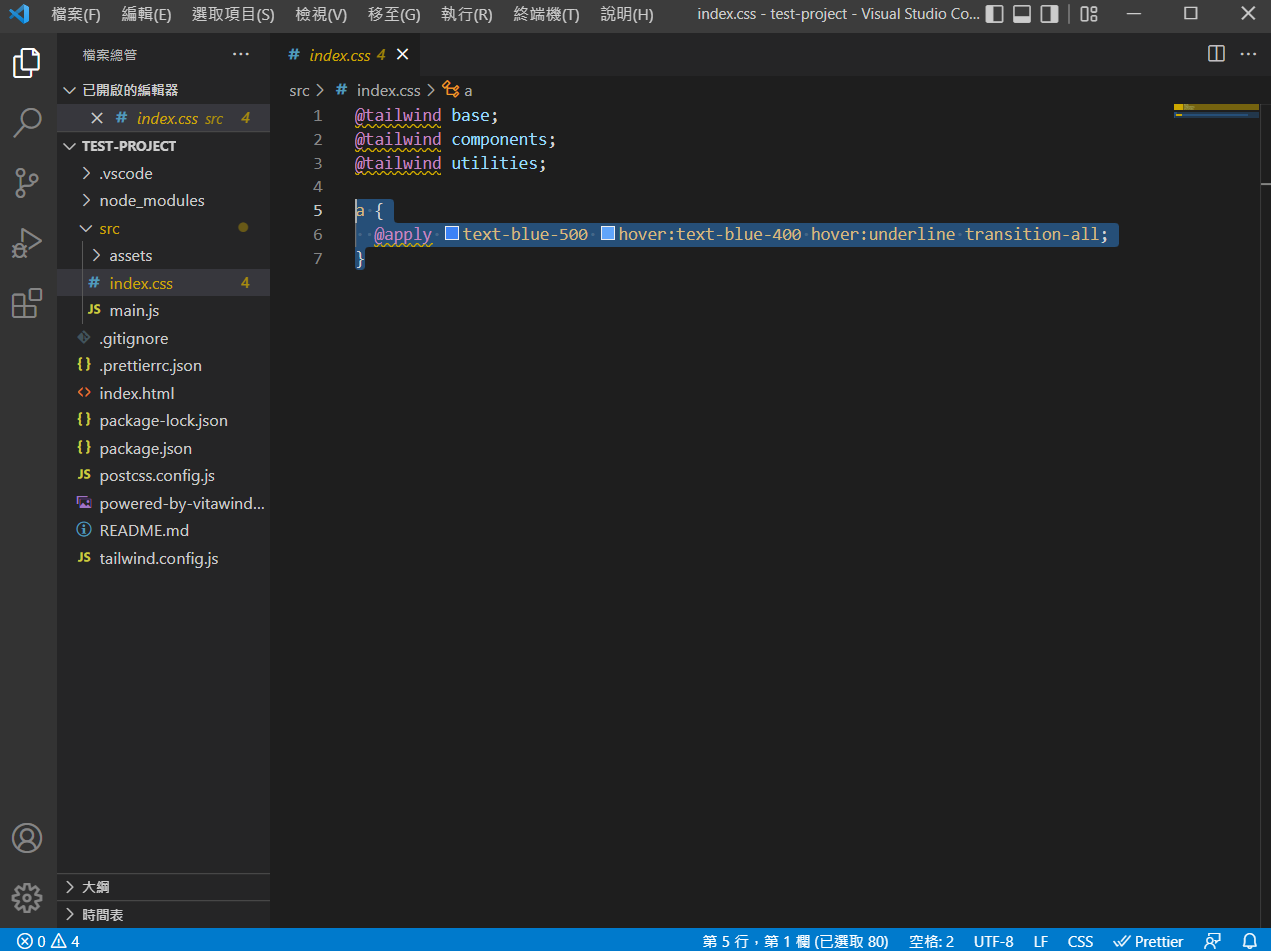 檔案(F) 編輯(E) 選取項目(S) 檢視(V) 移至(G) 執行(R) 終端機(T) 說明(H) index.css - test-project - Visual Studio Co...
檔案總管
已開啟的編輯器
# index.css src 4
TEST-PROJECT
.vscode
node_modules
src
assets
# index.css 4
JS main.js
.gitignore
{} .prettierrc.json
<> index.html
{} package-lock.json
{} package.json
JS postcss.config.js
powered-by-vitawind...
README.md
JS tailwind.config.js
大綱
時間表
# index.css 4
src > # index.css > a
1 @tailwind base;
2 @tailwind components;
3 @tailwind utilities;
4
5 a {
6 @apply text-blue-500 hover:text-blue-400 hover:underline transition-all;
7 }
0 4 第 5 行，第 1 欄 (已選取 80) 空格: 2 UTF-8 LF CSS Prettier